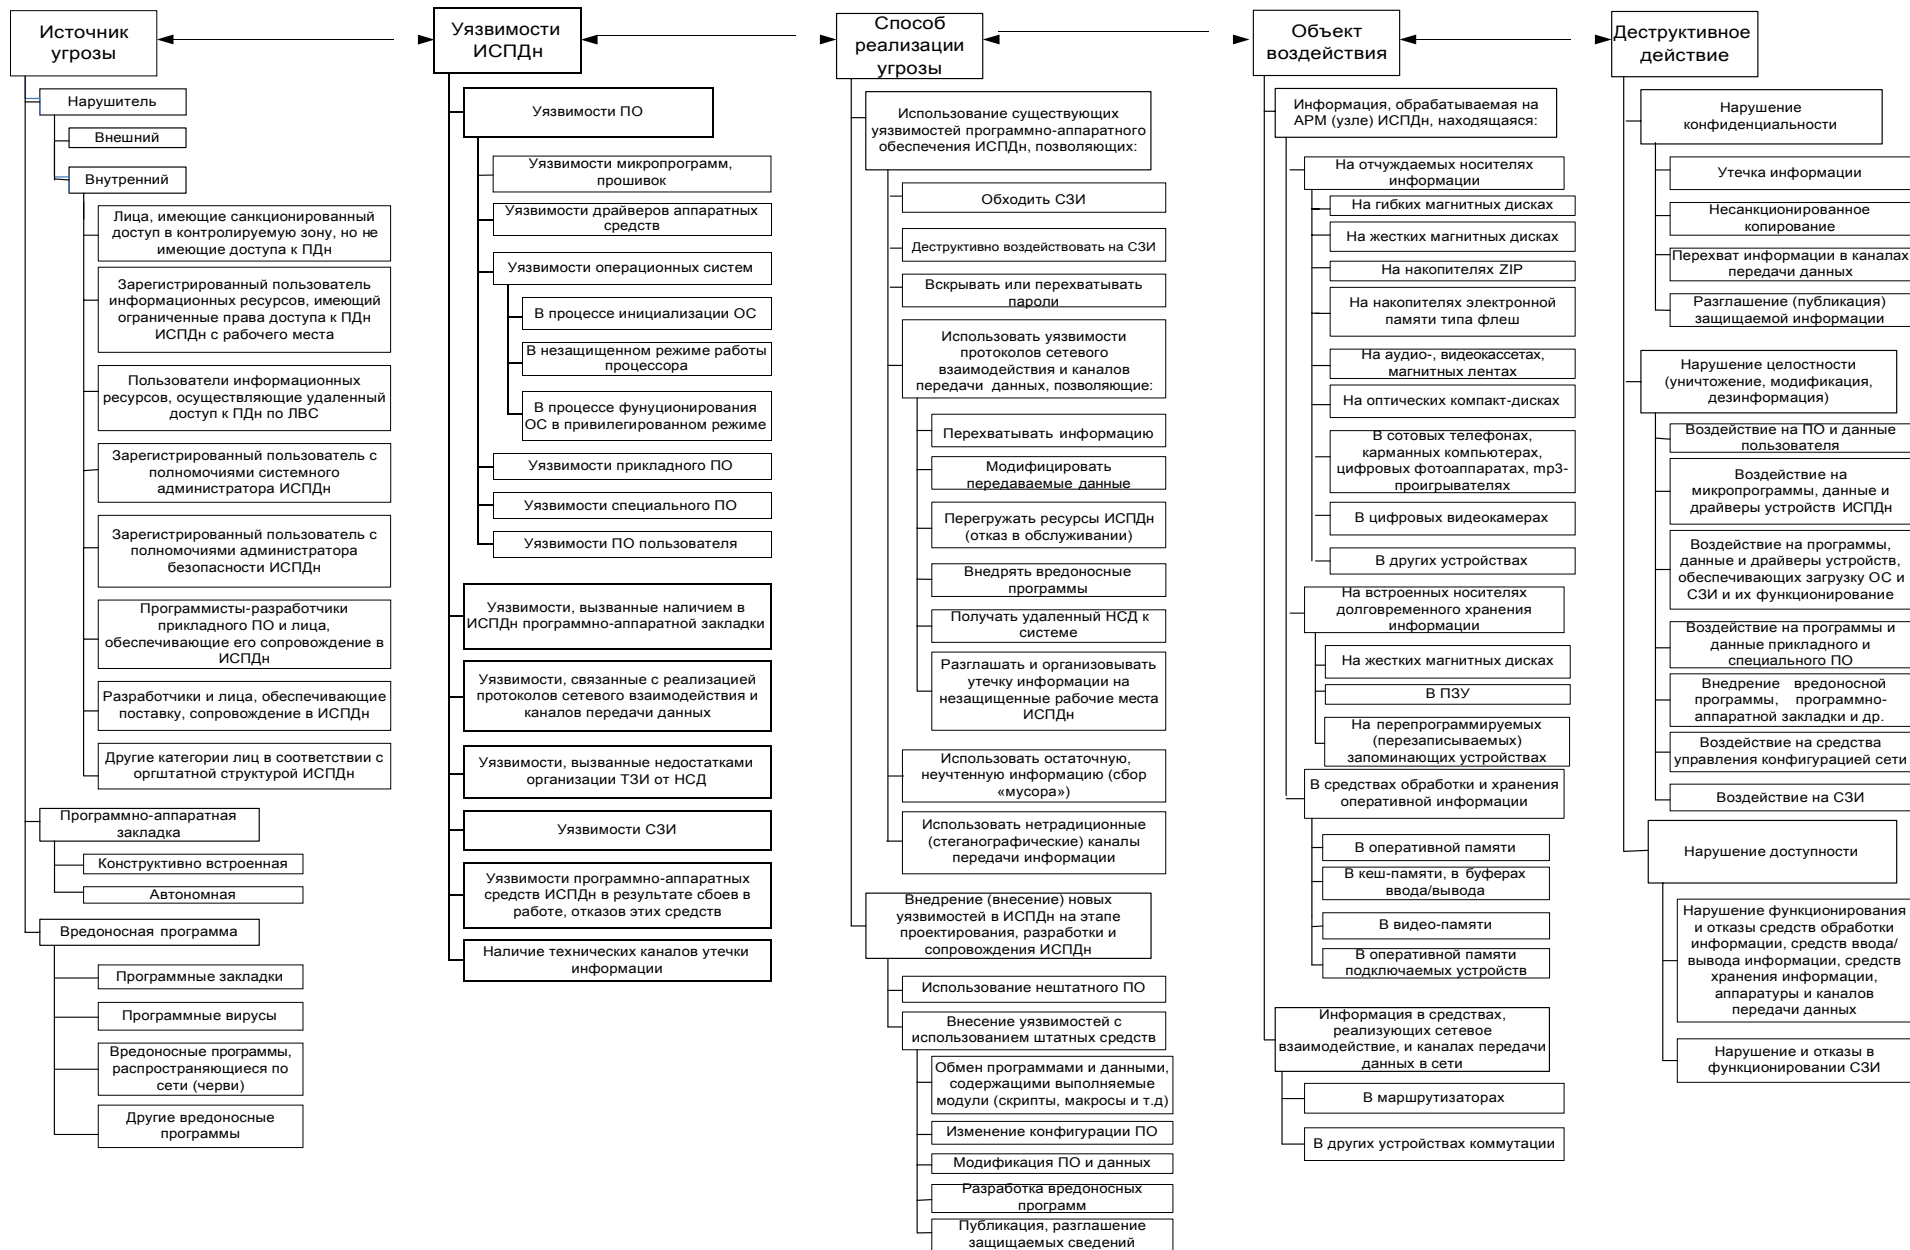 Источник
угрозы
Нарушитель
Внешний
Внутренний
Лица, имеющие санкционированный
доступ в контролируемую зону, но не
имеющие доступа к ПДн
Зарегистрированный пользователь
информационных ресурсов, имеющий
ограниченные права доступа к ПДн
ИСПДн с рабочего места
Пользователи информационных
ресурсов, осуществляющие удаленный
доступ к ПДн по ЛВС
Зарегистрированный пользователь с
полномочиями системного
администратора ИСПДн
Зарегистрированный пользователь с
полномочиями администратора
безопасности ИСПДн
Программисты-разработчики
прикладного ПО и лица,
обеспечивающие его сопровождение в
ИСПДн
Разработчики и лица, обеспечивающие
поставку, сопровождение в ИСПДн
Другие категории лиц в соответствии с
оргштатной структурой ИСПДн
Программно-аппаратная
закладка
Конструктивно встроенная
Автономная
Вредоносная программа
Программные закладки
Программные вирусы
Вредоносные программы,
распространяющиеся по
сети (черви)
Другие вредоносные
программы
Уязвимости
ИСПДн
Уязвимости ПО
Уязвимости микропрограмм,
прошивок
Уязвимости драйверов аппаратных
средств
Уязвимости операционных систем
В процессе инициализации ОС
В незащищенном режиме работы
процессора
В процессе фунуционирования
ОС в привилегированном режиме
Уязвимости прикладного ПО
Уязвимости специального ПО
Уязвимости ПО пользователя
Уязвимости, вызванные наличием в
ИСПДн программно-аппаратной закладки
Уязвимости, связанные с реализацией
протоколов сетевого взаимодействия и
каналов передачи данных
Уязвимости, вызванные недостатками
организации ТЗИ от НСД
Уязвимости СЗИ
Уязвимости программно-аппаратных
средств ИСПДн в результате сбоев в
работе, отказов этих средств
Наличие технических каналов утечки
информации
Способ
реализации
угрозы
Использование существующих
уязвимостей программно-аппаратного
обеспечения ИСПДн, позволяющих:
Обходить СЗИ
Деструктивно воздействовать на СЗИ
Вскрывать или перехватывать
пароли
Использовать уязвимости
протоколов сетевого
взаимодействия и каналов
передачи данных, позволяющие:
Перехватывать информацию
Модифицировать
передаваемые данные
Перегружать ресурсы ИСПДн
(отказ в обслуживании)
Внедрять вредоносные
программы
Получать удаленный НСД к
системе
Разглашать и организовывать
утечку информации на
незащищенные рабочие места
ИСПДн
Использовать остаточную,
неучтенную информацию (сбор
«мусора»)
Использовать нетрадиционные
(стеганографические) каналы
передачи информации
Внедрение (внесение) новых
уязвимостей в ИСПДн на этапе
проектирования, разработки и
сопровождения ИСПДн
Использование нештатного ПО
Внесение уязвимостей с
использованием штатных средств
Обмен программами и данными,
содержащими выполняемые
модули (скрипты, макросы и т.д)
Изменение конфигурации ПО
Модификация ПО и данных
Разработка вредоносных
программ
Публикация, разглашение
защищаемых сведений
Объект
воздействия
Информация, обрабатываемая на
АРМ (узле) ИСПДн, находящаяся:
На отчуждаемых носителях
информации
На гибких магнитных дисках
На жестких магнитных дисках
На накопителях ZIP
На накопителях электронной
памяти типа флеш
На аудио-, видеокассетах,
магнитных лентах
На оптических компакт-дисках
В сотовых телефонах,
карманных компьютерах,
цифровых фотоаппаратах, mp3-
проигрывателях
В цифровых видеокамерах
В других устройствах
На встроенных носителях
долговременного хранения
информации
На жестких магнитных дисках
В ПЗУ
На перепрограммируемых
(перезаписываемых)
запоминающих устройствах
В средствах обработки и хранения
оперативной информации
В оперативной памяти
В кеш-памяти, в буферах
ввода/вывода
В видео-памяти
В оперативной памяти
подключаемых устройств
Информация в средствах,
реализующих сетевое
взаимодействие, и каналах передачи
данных в сети
В маршрутизаторах
В других устройствах коммутации
Деструктивное
действие
Нарушение
конфиденциальности
Утечка информации
Несанкционированное
копирование
Перехват информации в каналах
передачи данных
Разглашение (публикация)
защищаемой информации
Нарушение целостности
(уничтожение, модификация,
дезинформация)
Воздействие на ПО и данные
пользователя
Воздействие на
микропрограммы, данные и
драйверы устройств ИСПДн
Воздействие на программы,
данные и драйверы устройств,
обеспечивающих загрузку ОС и
СЗИ и их функционирование
Воздействие на программы и
данные прикладного и
специального ПО
Внедрение вредоносной
программы, программно-
аппаратной закладки и др.
Воздействие на средства
управления конфигурацией сети
Воздействие на СЗИ
Нарушение доступности
Нарушение функционирования
и отказы средств обработки
информации, средств ввода/
вывода информации, средств
хранения информации,
аппаратуры и каналов
передачи данных
Нарушение и отказы в
функционировании СЗИ